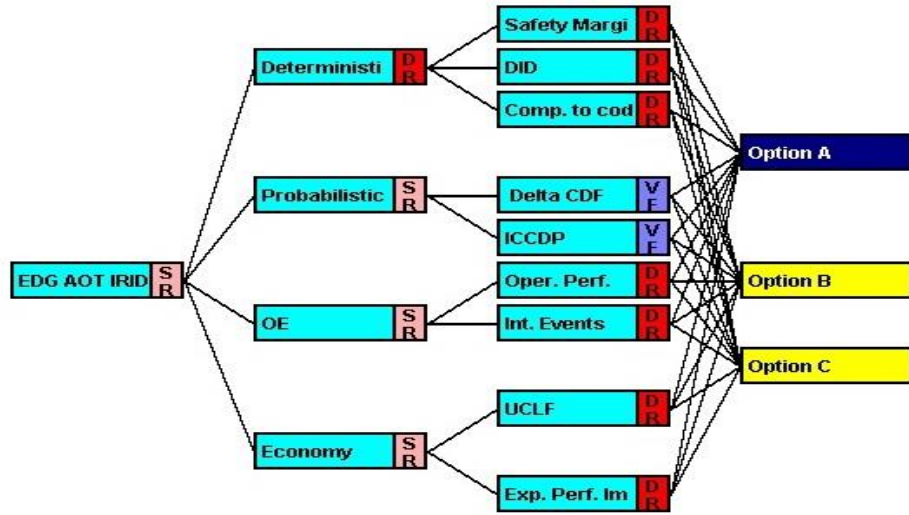 Safety Margi D R
Deterministi D R
DID D R
Comp. to cod D R
Option A
Probabilistic S R
Delta CDF V F
ICCDP V F
EDG AOT IRID S R
Oper. Perf. D R
Option B
OE S R
Int. Events D R
Option C
UCLF D R
Economy S R
Exp. Perf. Im D R